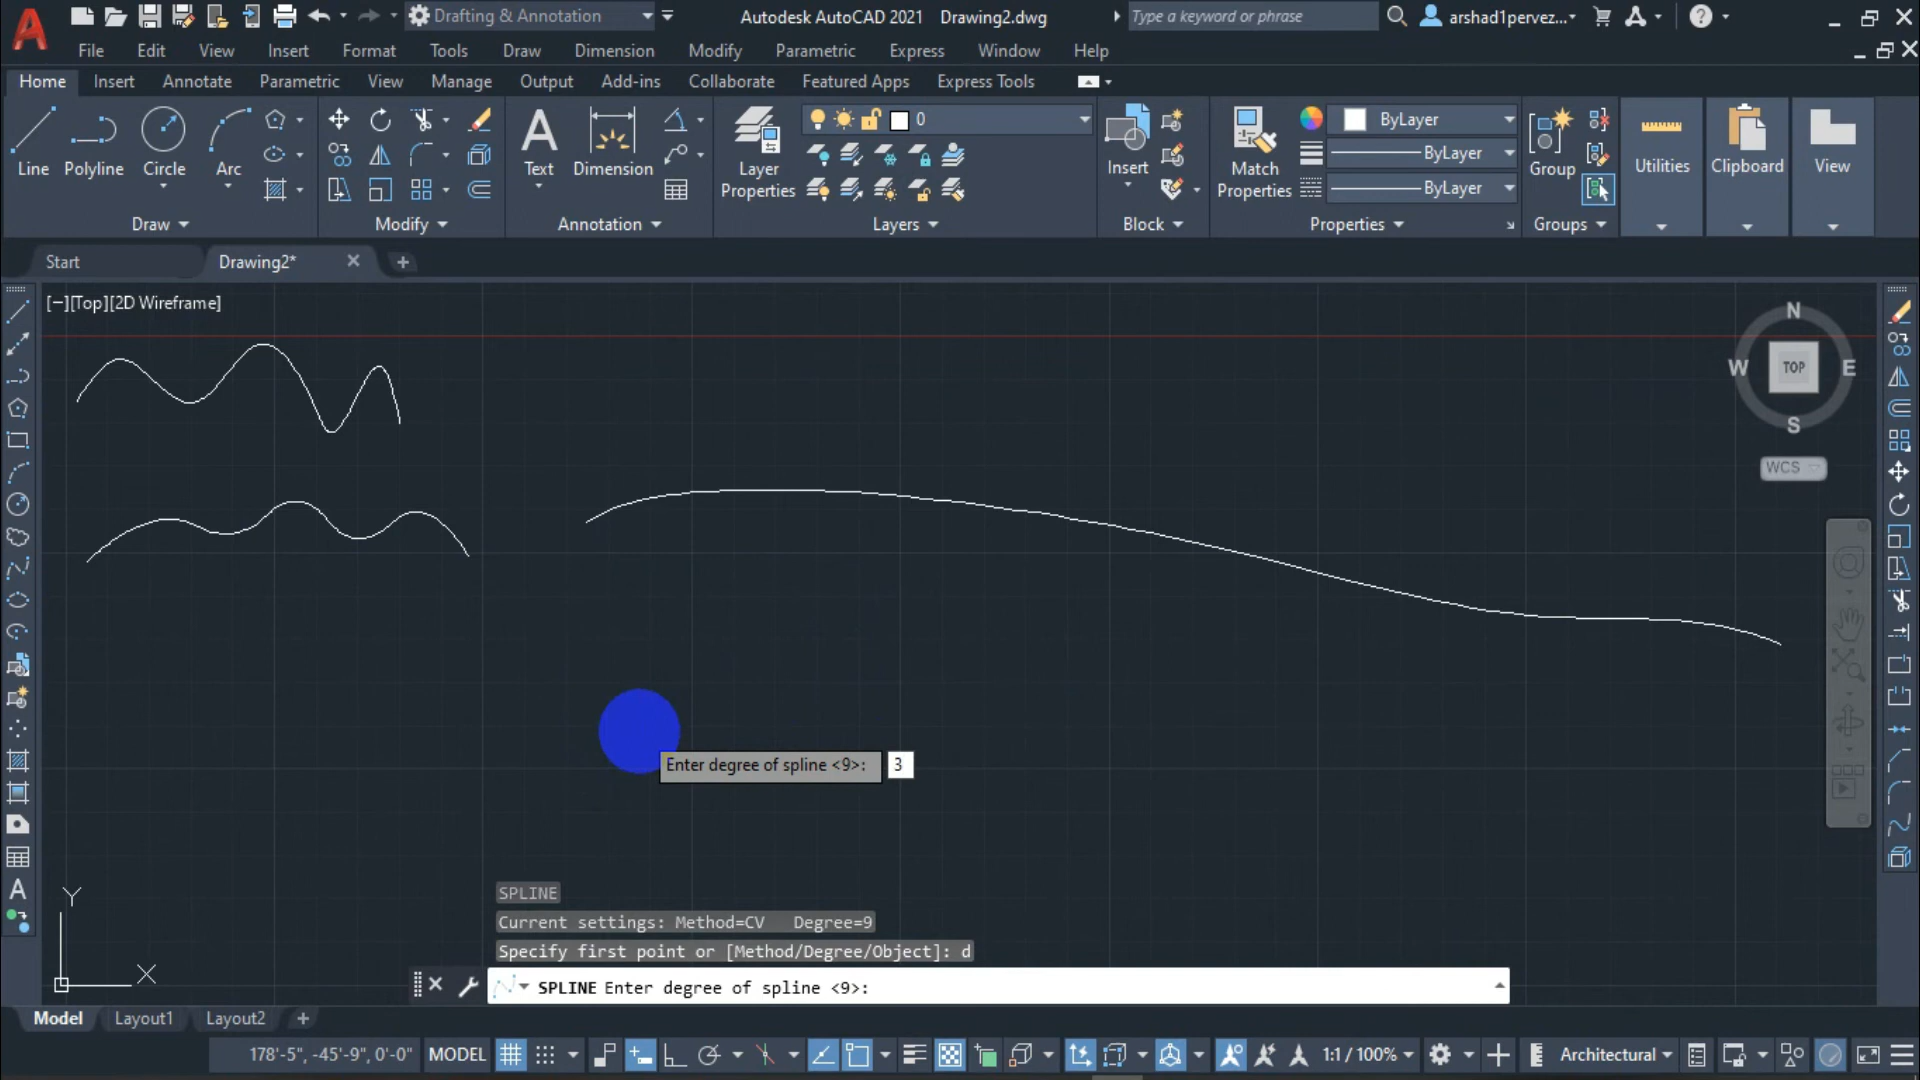 Drafting & Annotation
Autodesk AutoCAD 2021 Drawing2.dwg
Type a keyword or phrase
arshad1pervez...
File Edit View Insert Format Tools Draw Dimension Modify Parametric Express Window Help
Home Insert Annotate Parametric View Manage Output Add-ins Collaborate Featured Apps Express Tools
0
ByLayer
ByLayer
ByLayer
Line Polyline Circle Arc
Text Dimension
Layer Properties
Insert
Match Properties
Group
Utilities Clipboard View
Draw Modify Annotation Layers Block Properties Groups
Start Drawing2*
[−][Top][2D Wireframe]
N
W TOP E
S
WCS
Enter degree of spline <9>: 3
SPLINE
Current settings: Method=CV Degree=9
Specify first point or [Method/Degree/Object]: d
SPLINE Enter degree of spline <9>:
Y
X
Model Layout1 Layout2
178'-5", -45'-9", 0'-0" MODEL 1:1 / 100% Architectural